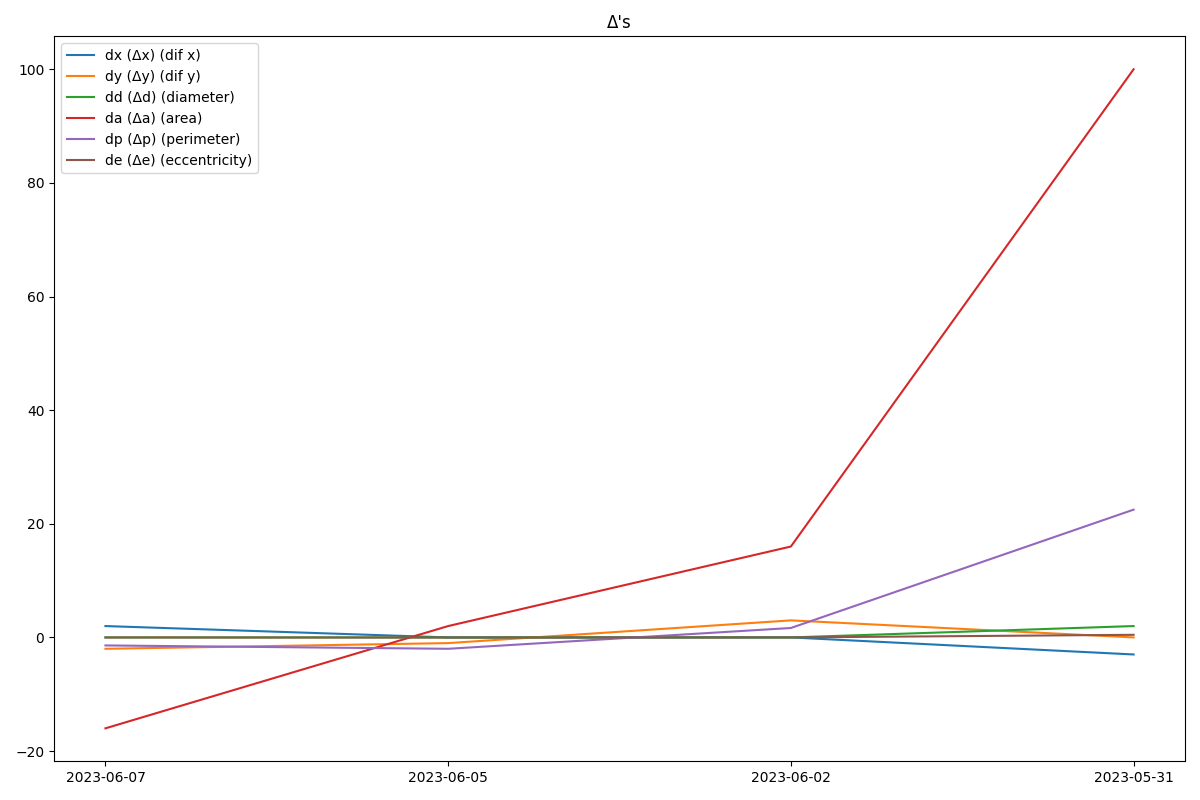 Δ's
dx (Δx) (dif x)
dy (Δy) (dif y)
dd (Δd) (diameter)
da (Δa) (area)
dp (Δp) (perimeter)
de (Δe) (eccentricity)
100
80
60
40
20
0
−20
2023-06-07 2023-06-05 2023-06-02 2023-05-31